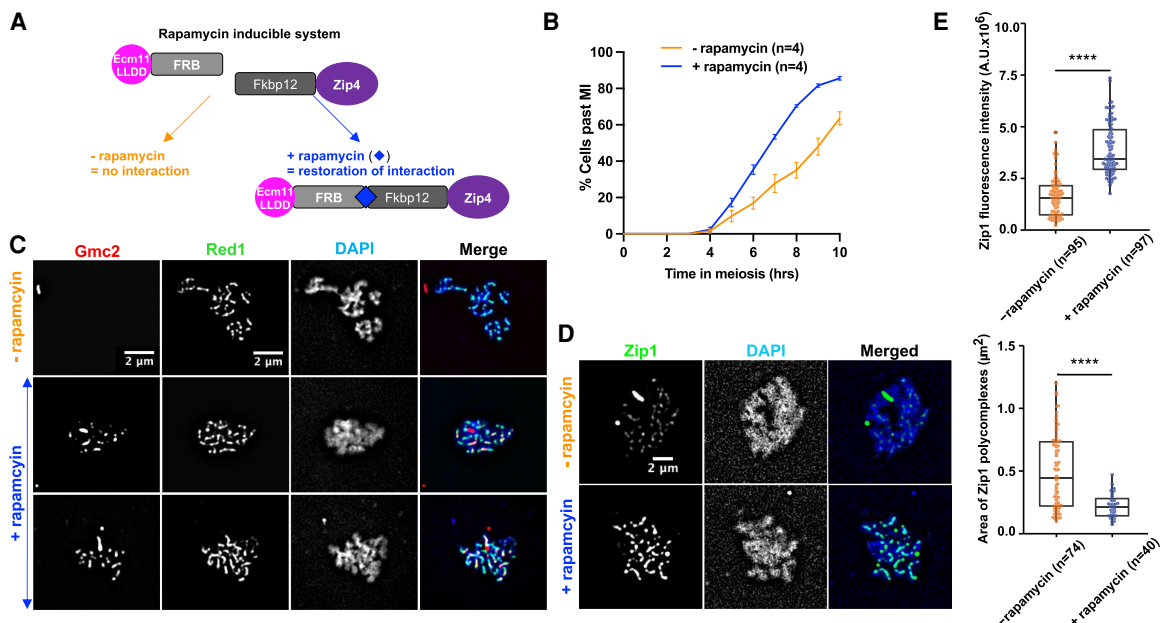 A
Rapamycin inducible system
Ecm11
LLDD
FRB
Fkbp12
Zip4
- rapamycin
= no interaction
+ rapamycin (◆)
= restoration of interaction
Ecm11
LLDD
FRB
Fkbp12
Zip4
B
- rapamycin (n=4)
+ rapamycin (n=4)
% Cells past MI
100
80
60
40
20
0
0 2 4 6 8 10
Time in meiosis (hrs)
C
Gmc2 Red1 DAPI Merge
- rapamcyin
2 µm 2 µm
+ rapamcyin
D
Zip1 DAPI Merged
- rapamcyin
2 µm
+ rapamcyin
E
Zip1 fluorescence intensity (A.U.x10⁶)
10.0
7.5
5.0
2.5
0.0
****
−rapamycin (n=95)
+ rapamycin (n=97)
Area of Zip1 polycomplexes (µm²)
1.5
1.0
0.5
0.0
****
−rapamycin (n=74)
+ rapamycin (n=40)